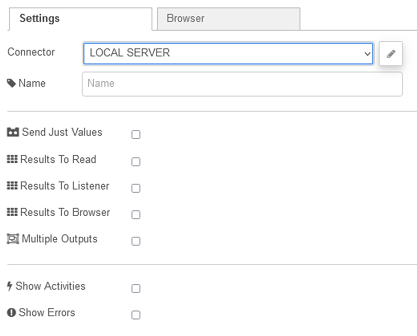 Settings
Browser
Connector
LOCAL SERVER
Name
Name
Send Just Values
Results To Read
Results To Listener
Results To Browser
Multiple Outputs
Show Activities
Show Errors